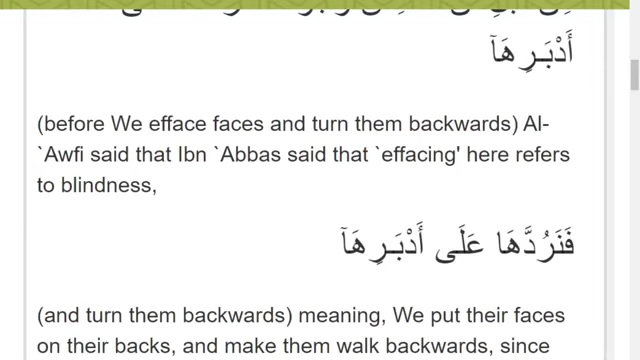 أَدْبَـرِهَآ
(before We efface faces and turn them backwards) Al-
`Awfi said that Ibn `Abbas said that `effacing' here refers
to blindness,
فَنَرُدَّهَا عَلَى أَدْبَـرِهَآ
(and turn them backwards) meaning, We put their faces
on their backs, and make them walk backwards, since